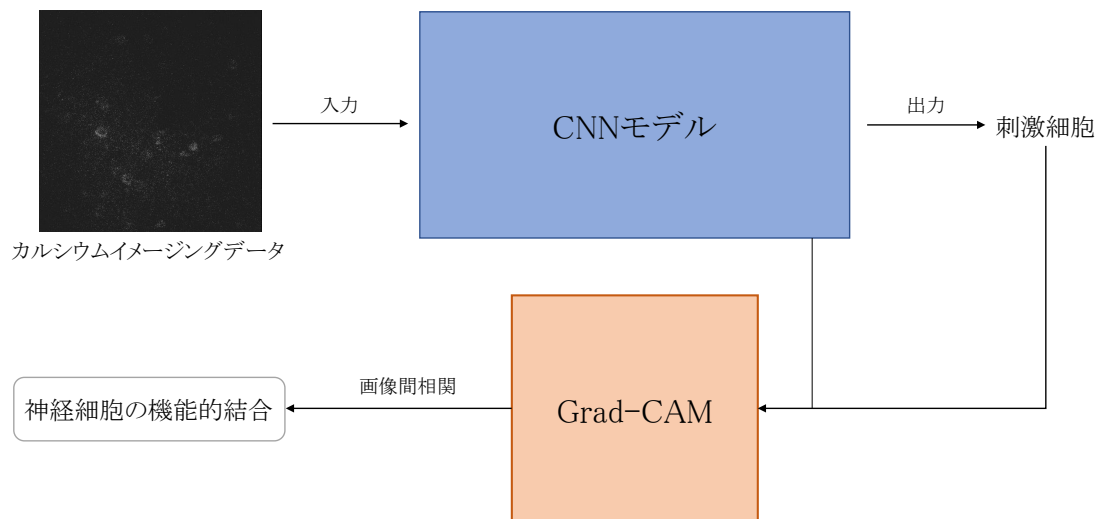 入力
CNNモデル
出力
刺激細胞
カルシウムイメージングデータ
画像間相関
神経細胞の機能的結合
Grad-CAM